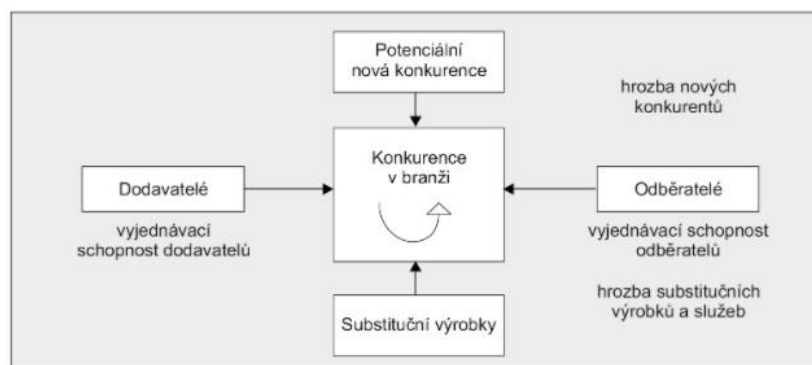 Potenciální
nová konkurence
hrozba nových
konkurentů
Konkurence
v branži
Dodavatelé
Odběratelé
vyjednávací
schopnost dodavatelů
vyjednávací schopnost
odběratelů
hrozba substitučních
výrobků a služeb
Substituční výrobky